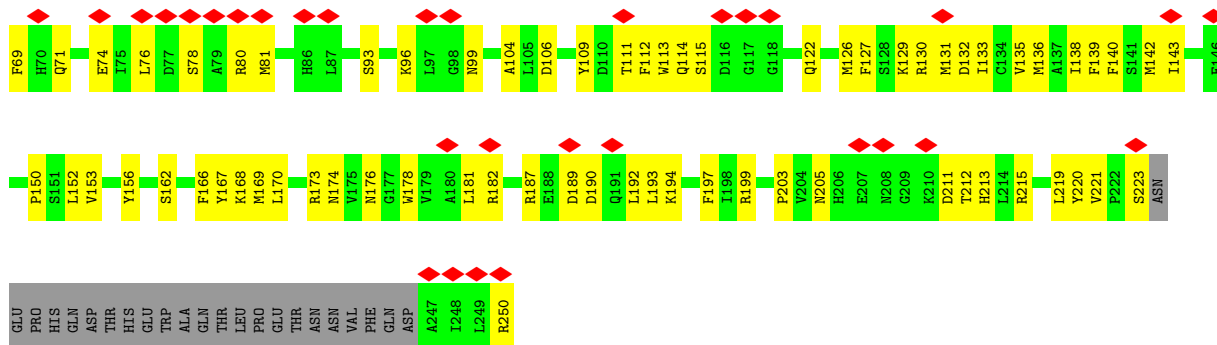 F69 H70 Q71 E74 I75 L76 D77 S78 A79 R80 M81 H86 L87 S93 K96 L97 G98 N99 A104 L105 D106 Y109 D110 T111 F112 W113 Q114 S115 D116 G117 G118 Q122 M126 F127 S128 K129 R130 M131 D132 I133 C134 V135 M136 A137 I138 F139 F140 S141 M142 I143
P150 S151 L152 V153 Y156 S162 F166 Y167 K168 M169 L170 R173 N174 V175 N176 G177 W178 V179 A180 L181 R182 R187 E188 D189 D190 Q191 L192 L193 K194 F197 I198 R199 P203 V204 N205 H206 E207 N208 G209 K210 D211 T212 H213 L214 R215 L219 Y220 V221 P222 S223 ASN
GLU PRO HIS GLN ASP THR HIS GLU TRP ALA GLN THR LEU PRO GLU THR ASN ASN VAL PHE GLN ASP A247 I248 L249 R250